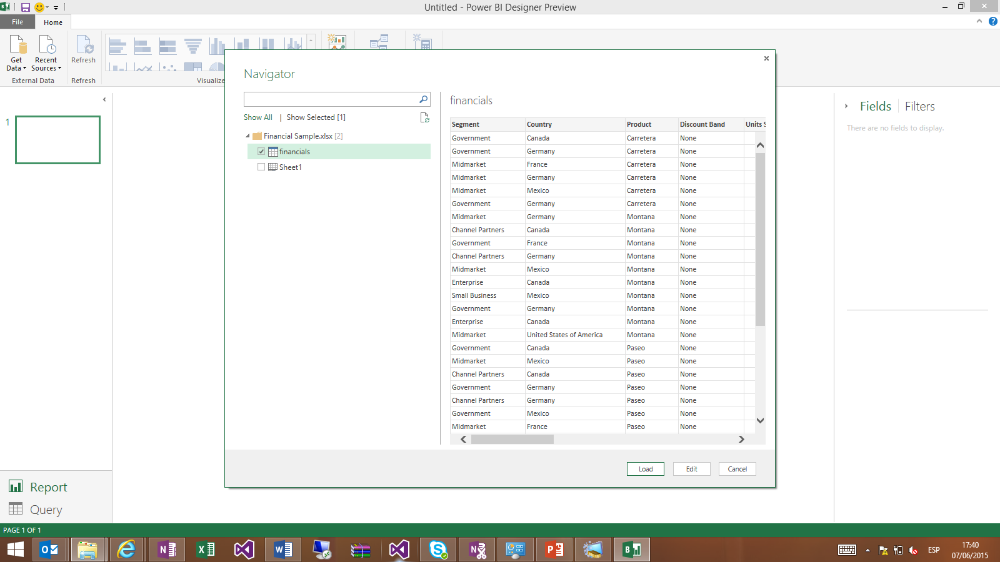 Untitled - Power BI Designer Preview
File Home
Get Data Recent Sources Refresh
External Data Refresh Visualize
Navigator
Show All | Show Selected [1]
Financial Sample.xlsx [2]
financials
Sheet1
financials
Segment Country Product Discount Band Units S
Government Canada Carretera None
Government Germany Carretera None
Midmarket France Carretera None
Midmarket Germany Carretera None
Midmarket Mexico Carretera None
Government Germany Carretera None
Midmarket Germany Montana None
Channel Partners Canada Montana None
Government France Montana None
Channel Partners Germany Montana None
Midmarket Mexico Montana None
Enterprise Canada Montana None
Small Business Mexico Montana None
Government Germany Montana None
Enterprise Canada Montana None
Midmarket United States of America Montana None
Government Canada Paseo None
Midmarket Mexico Paseo None
Channel Partners Canada Paseo None
Government Germany Paseo None
Channel Partners Germany Paseo None
Government Mexico Paseo None
Midmarket France Paseo None
Load Edit Cancel
Fields Filters
There are no fields to display.
1
Report
Query
PAGE 1 OF 1
ESP
17:40
07/06/2015